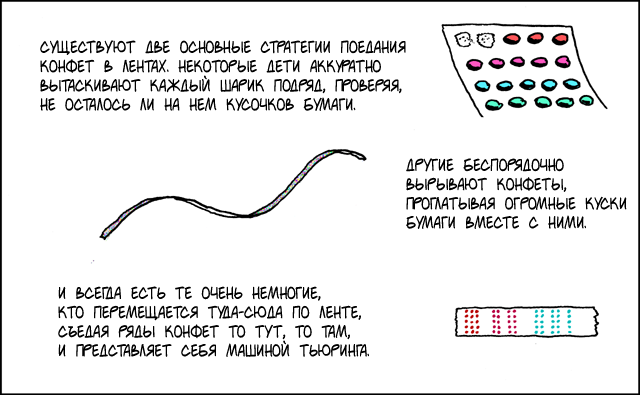 СУЩЕСТВУЮТ ДВЕ ОСНОВНЫЕ СТРАТЕГИИ ПОЕДАНИЯ
КОНФЕТ В ЛЕНТАХ. НЕКОТОРЫЕ ДЕТИ АККУРАТНО
ВЫТАСКИВАЮТ КАЖДЫЙ ШАРИК ПОДРЯД, ПРОВЕРЯЯ,
НЕ ОСТАЛОСЬ ЛИ НА НЕМ КУСОЧКОВ БУМАГИ.
ДРУГИЕ БЕСПОРЯДОЧНО
ВЫРЫВАЮТ КОНФЕТЫ,
ПРОГЛАТЫВАЯ ОГРОМНЫЕ КУСКИ
БУМАГИ ВМЕСТЕ С НИМИ.
И ВСЕГДА ЕСТЬ ТЕ ОЧЕНЬ НЕМНОГИЕ,
КТО ПЕРЕМЕЩАЕТСЯ ТУДА-СЮДА ПО ЛЕНТЕ,
СЪЕДАЯ РЯДЫ КОНФЕТ ТО ТУТ, ТО ТАМ,
И ПРЕДСТАВЛЯЕТ СЕБЯ МАШИНОЙ ТЬЮРИНГА.